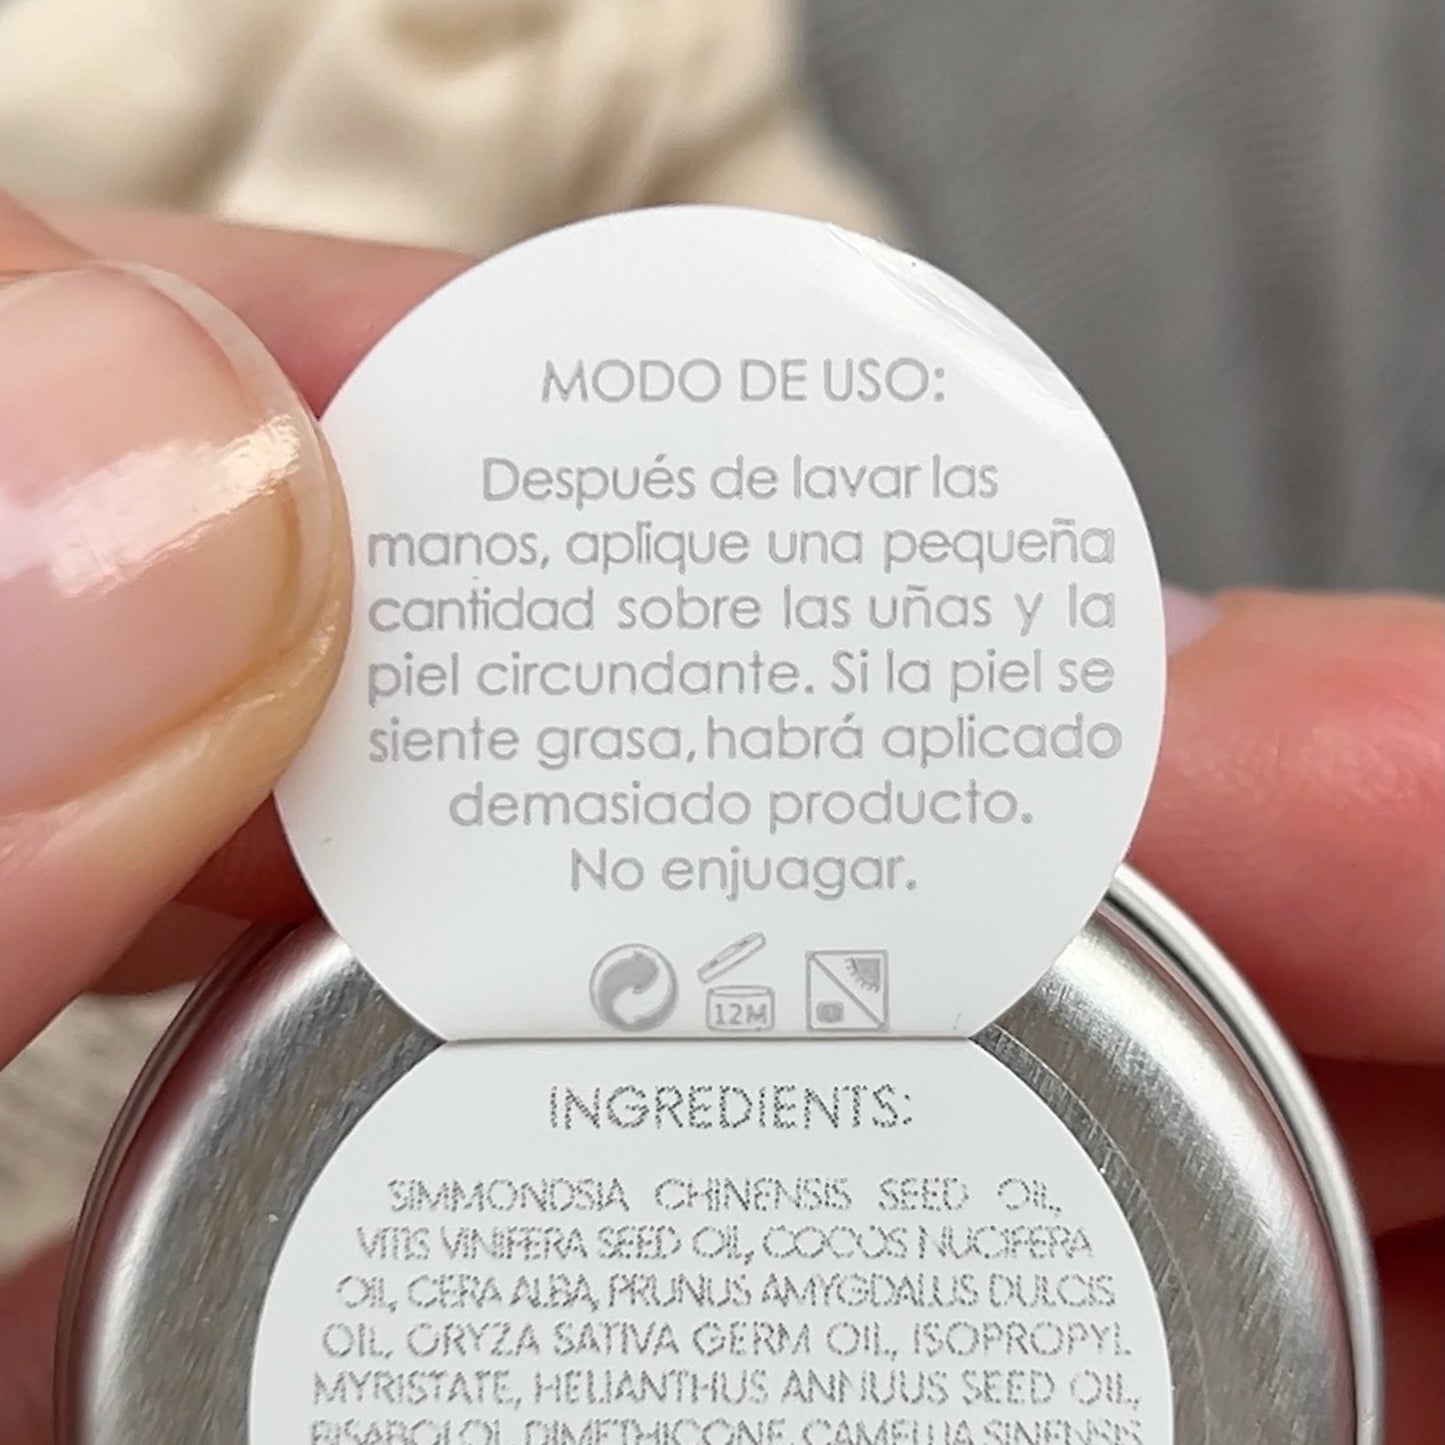 MODO DE USO:
Después de lavar las
manos, aplique una pequeña
cantidad sobre las uñas y la
piel circundante. Si la piel se
siente grasa, habrá aplicado
demasiado producto.
No enjuagar.
12M
INGREDIENTS:
SIMMONDSIA CHINENSIS SEED OIL,
VITIS VINIFERA SEED OIL, COCOS NUCIFERA
OIL, CERA ALBA, PRUNUS AMYGDALUS DULCIS
OIL, ORYZA SATIVA GERM OIL, ISOPROPYL
MYRISTATE, HELIANTHUS ANNUUS SEED OIL,
BISABOLOL, DIMETHICONE, CAMELLIA SINENSIS